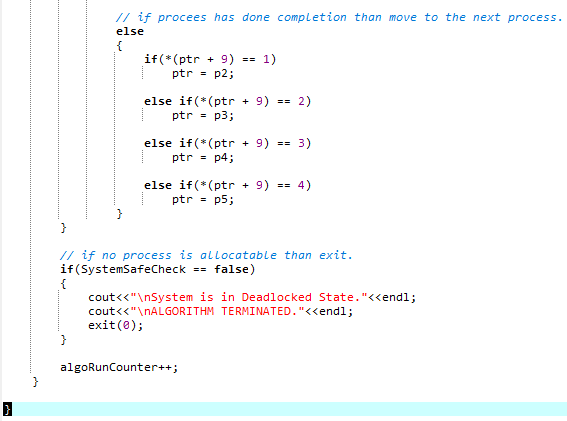 // if procees has done completion than move to the next process.
else
{
if(*(ptr + 9) == 1)
ptr = p2;
else if(*(ptr + 9) == 2)
ptr = p3;
else if(*(ptr + 9) == 3)
ptr = p4;
else if(*(ptr + 9) == 4)
ptr = p5;
}
}
// if no process is allocatable than exit.
if(SystemSafeCheck == false)
{
cout<<"\nSystem is in Deadlocked State."<<endl;
cout<<"\nALGORITHM TERMINATED."<<endl;
exit(0);
}
algoRunCounter++;
}
}